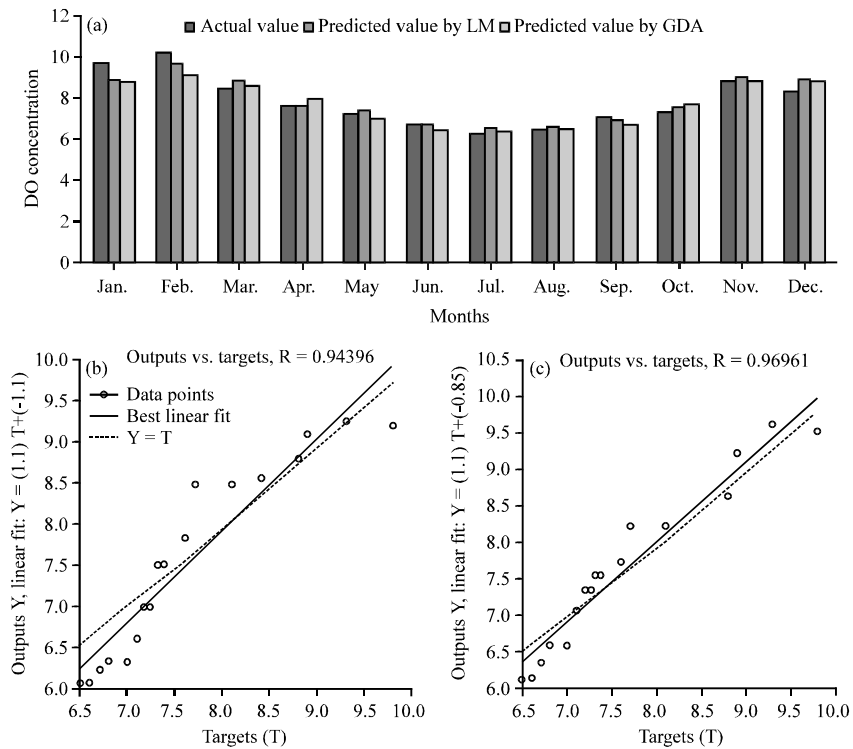 (a)
Actual value Predicted value by LM Predicted value by GDA
12
10
8
6
4
2
0
DO concentration
Jan. Feb. Mar. Apr. May Jun. Jul. Aug. Sep. Oct. Nov. Dec.
Months
(b)
Outputs vs. targets, R = 0.94396
Data points
Best linear fit
Y = T
10.0
9.5
9.0
8.5
8.0
7.5
7.0
6.5
6.0
Outputs Y, linear fit: Y = (1.1) T+(-1.1)
6.5 7.0 7.5 8.0 8.5 9.0 9.5 10.0
Targets (T)
(c)
Outputs vs. targets, R = 0.96961
10.5
10.0
9.5
9.0
8.5
8.0
7.5
7.0
6.5
6.0
Outputs Y, linear fit: Y = (1.1) T+(-0.85)
6.5 7.0 7.5 8.0 8.5 9.0 9.5 10.0
Targets (T)